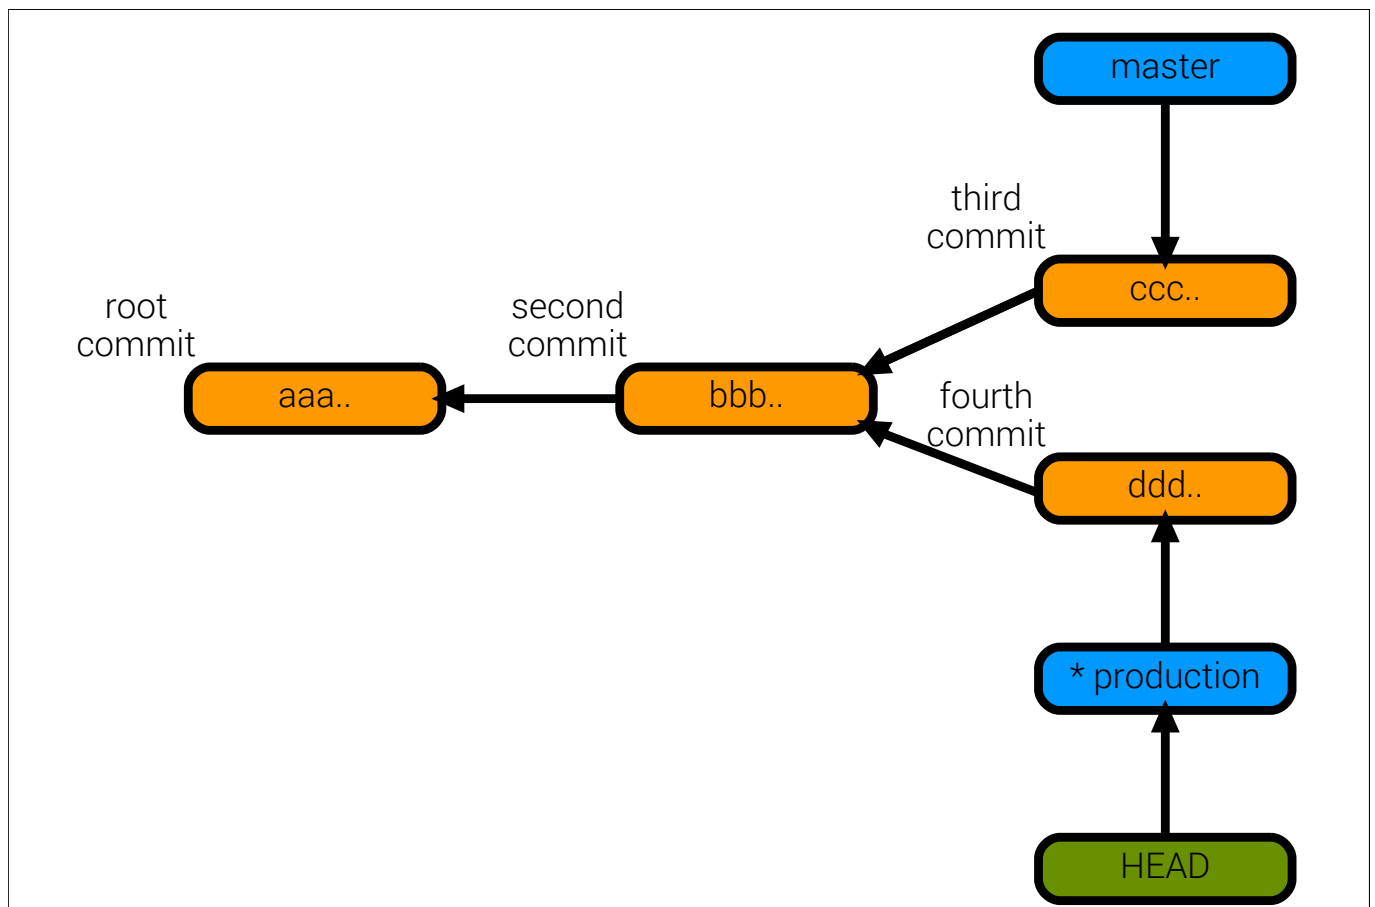 master
third
commit
ccc..
root
commit
second
commit
aaa..
bbb..
fourth
commit
ddd..
* production
HEAD